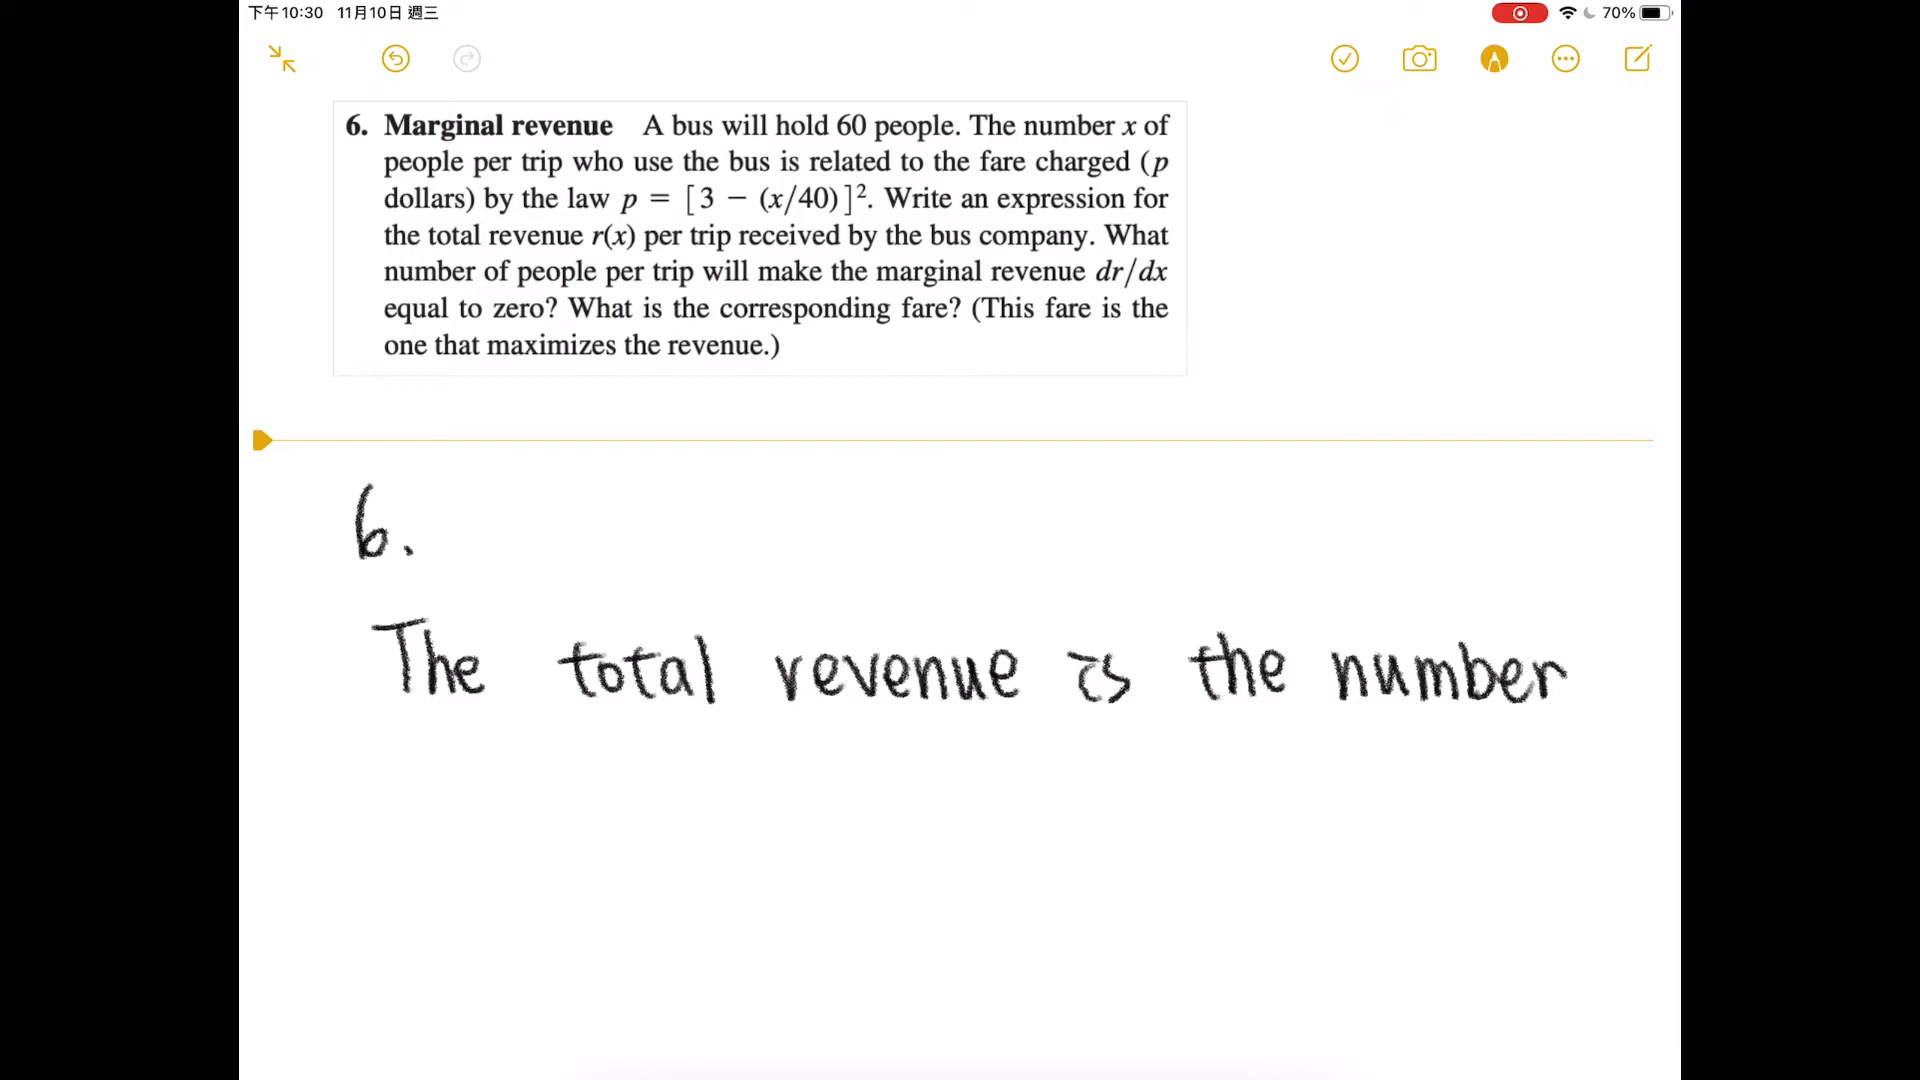 下午10:30 11月10日 週三 70%
6. Marginal revenue A bus will hold 60 people. The number x of
people per trip who use the bus is related to the fare charged (p
dollars) by the law p = [3 − (x/40)]². Write an expression for
the total revenue r(x) per trip received by the bus company. What
number of people per trip will make the marginal revenue dr/dx
equal to zero? What is the corresponding fare? (This fare is the
one that maximizes the revenue.)
6.
The total revenue is the number